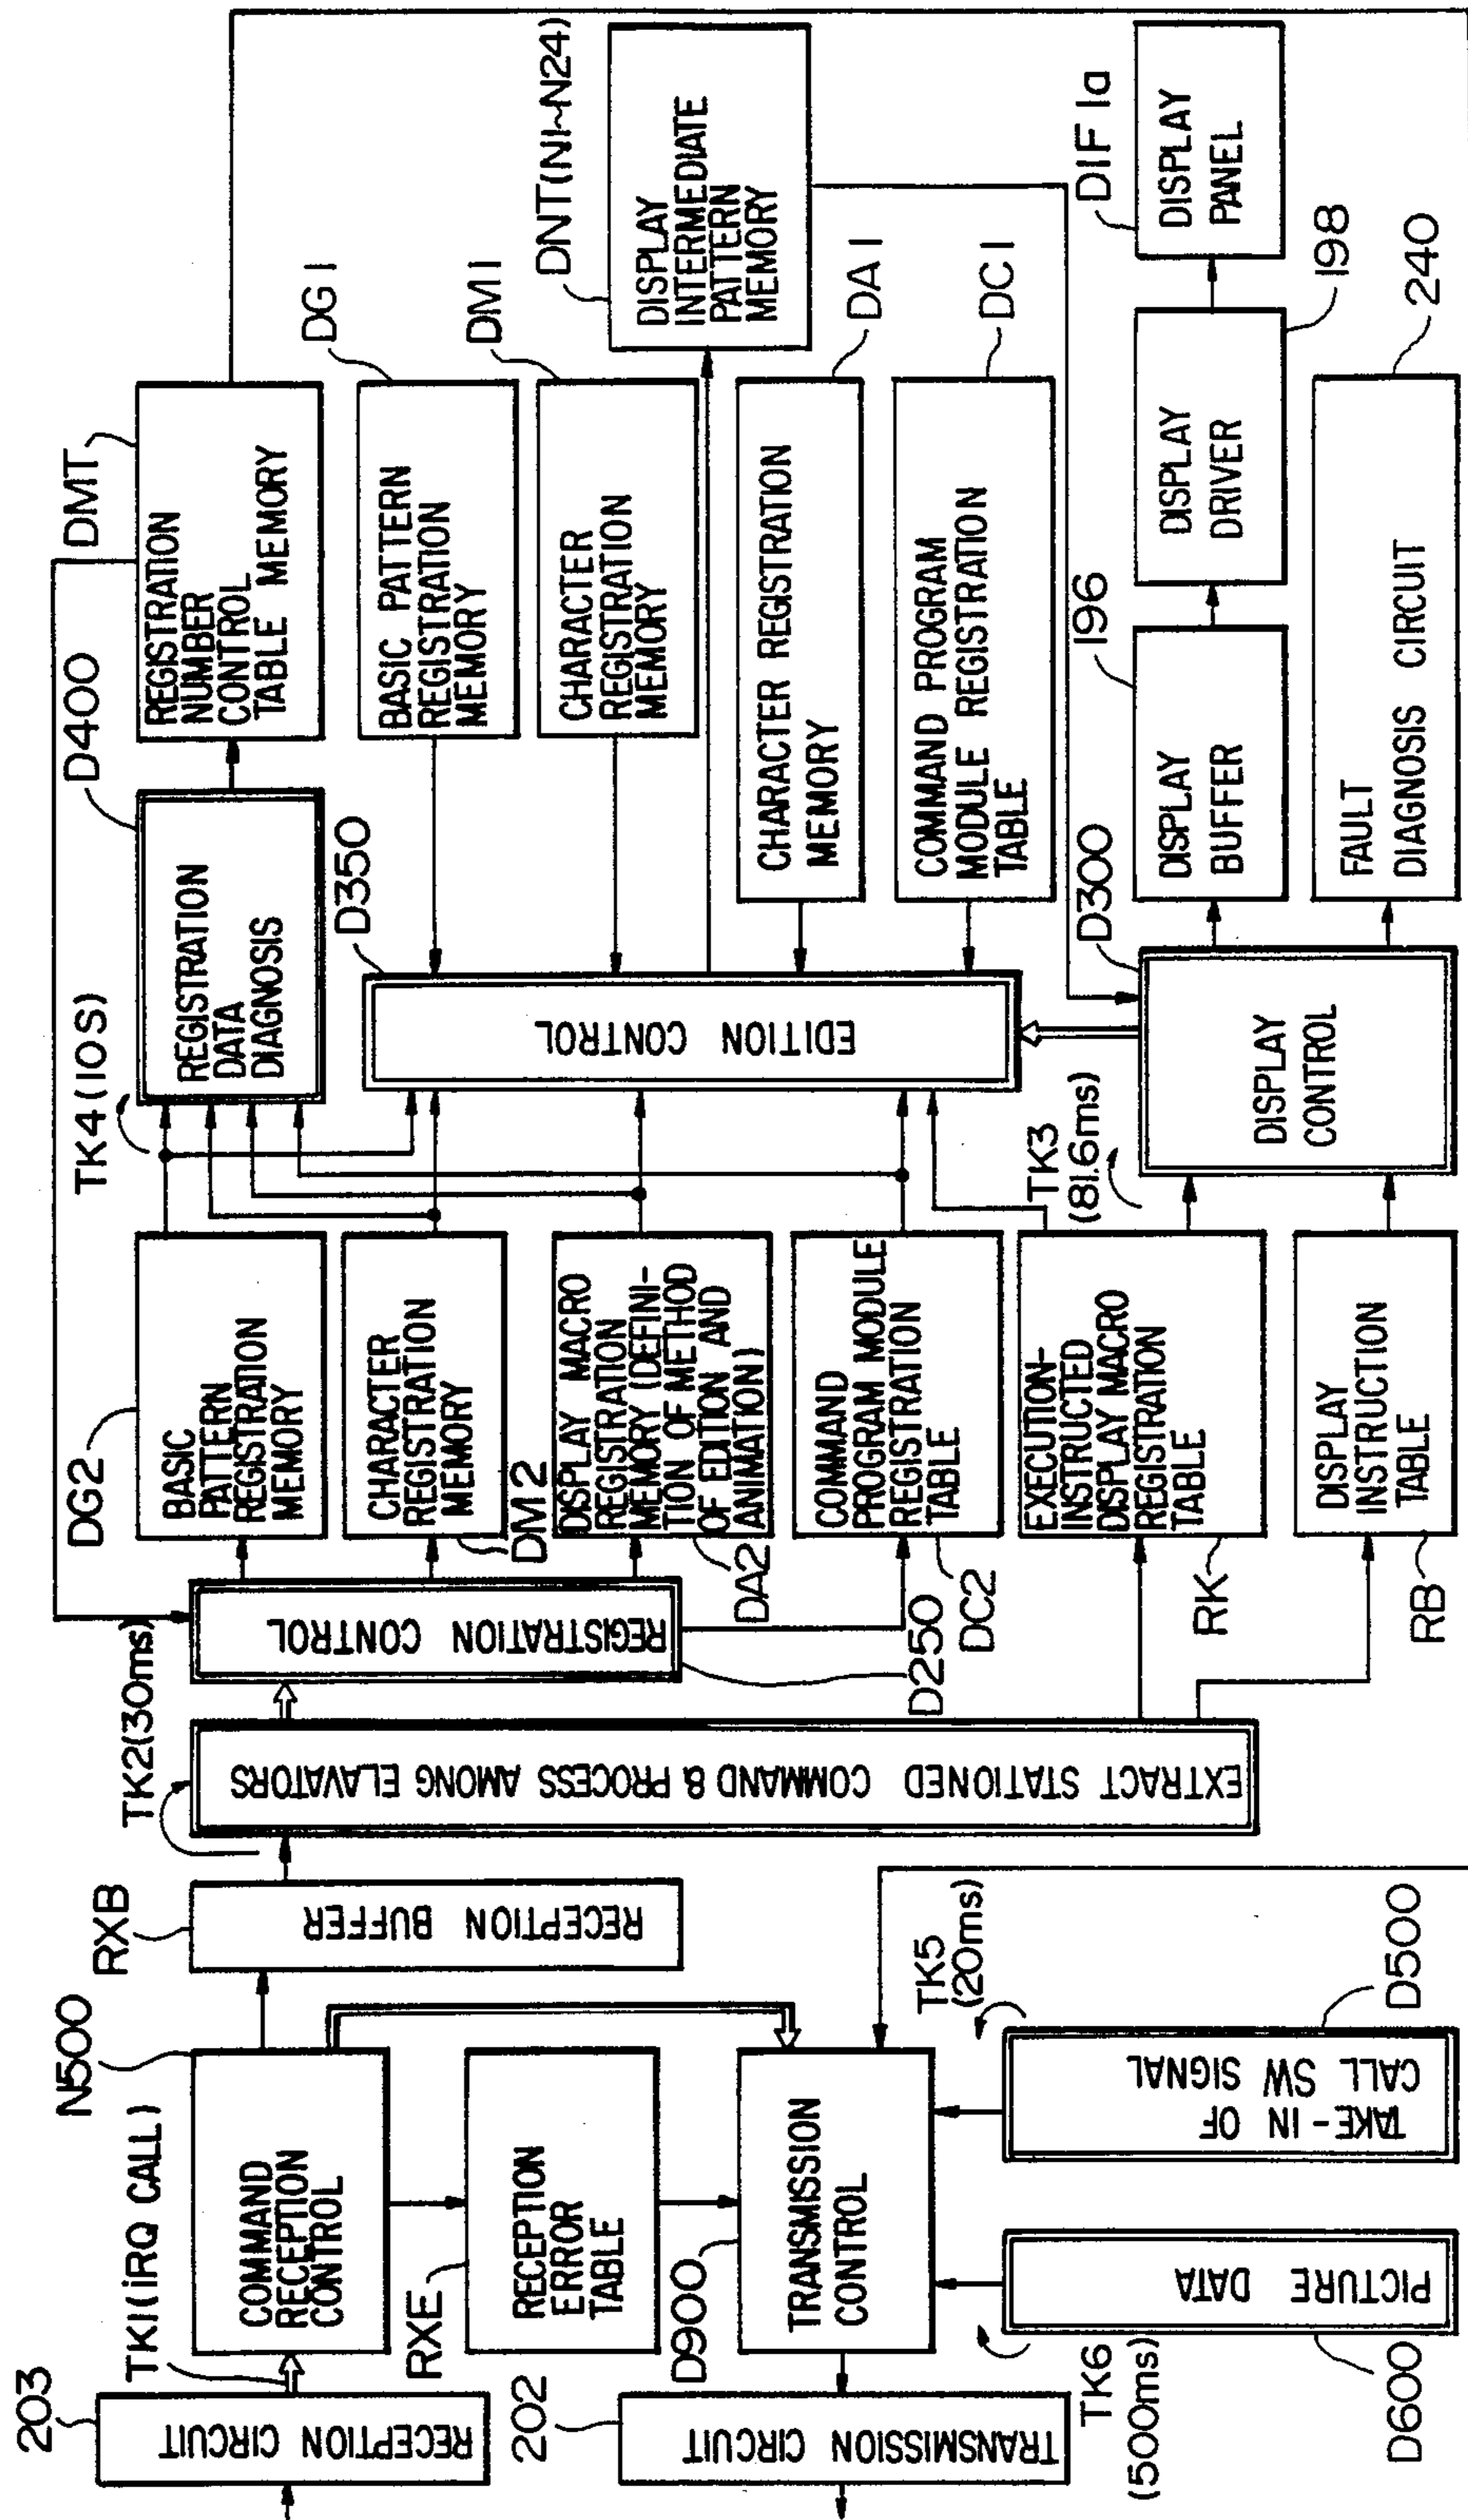 203
RECEPTION CIRCUIT
TK1(iRQ CALL)
N500
COMMAND
RECEPTION
CONTROL
RXE
RECEPTION
ERROR
TABLE
D900
TRANSMISSION
CONTROL
202
TRANSMISSION CIRCUIT
TK6
(500ms)
D600
PICTURE DATA
TK5
(20ms)
D500
TAKE-IN OF
CALL SW SIGNAL
RXB
RECEPTION BUFFER
TK2(30ms)
EXTRACT STATIONED COMMAND & PROCESS AMONG ELAVATORS
REGISTRATION CONTROL
D250
DG2
BASIC
PATTERN
REGISTRATION
MEMORY
CHARACTER
REGISTRATION
MEMORY
DM2
DISPLAY MACRO
REGISTRATION
MEMORY (DEFINI-
TION OF METHOD
OF EDITION AND
ANIMATION)
DA2
COMMAND
PROGRAM MODULE
REGISTRATION
TABLE
DC2
EXECUTION-
INSTRUCTED
DISPLAY MACRO
REGISTRATION
TABLE
RK
DISPLAY
INSTRUCTION
TABLE
RB
TK4(10S)
D400
REGISTRATION
DATA
DIAGNOSIS
D350
EDITION CONTROL
TK3
(81.6ms)
D300
DISPLAY
CONTROL
DMT
REGISTRATION
NUMBER
CONTROL
TABLE MEMORY
DG1
BASIC PATTERN
REGISTRATION
MEMORY
DM1
CHARACTER
REGISTRATION
MEMORY
DNT(N1~N24)
DISPLAY
INTERMEDIATE
PATTERN
MEMORY
DA1
CHARACTER REGISTRATION
MEMORY
DC1
COMMAND PROGRAM
MODULE REGISTRATION
TABLE
196
DISPLAY
BUFFER
DISPLAY
DRIVER
198
DIF1a
DISPLAY
PANEL
FAULT
DIAGNOSIS CIRCUIT
240